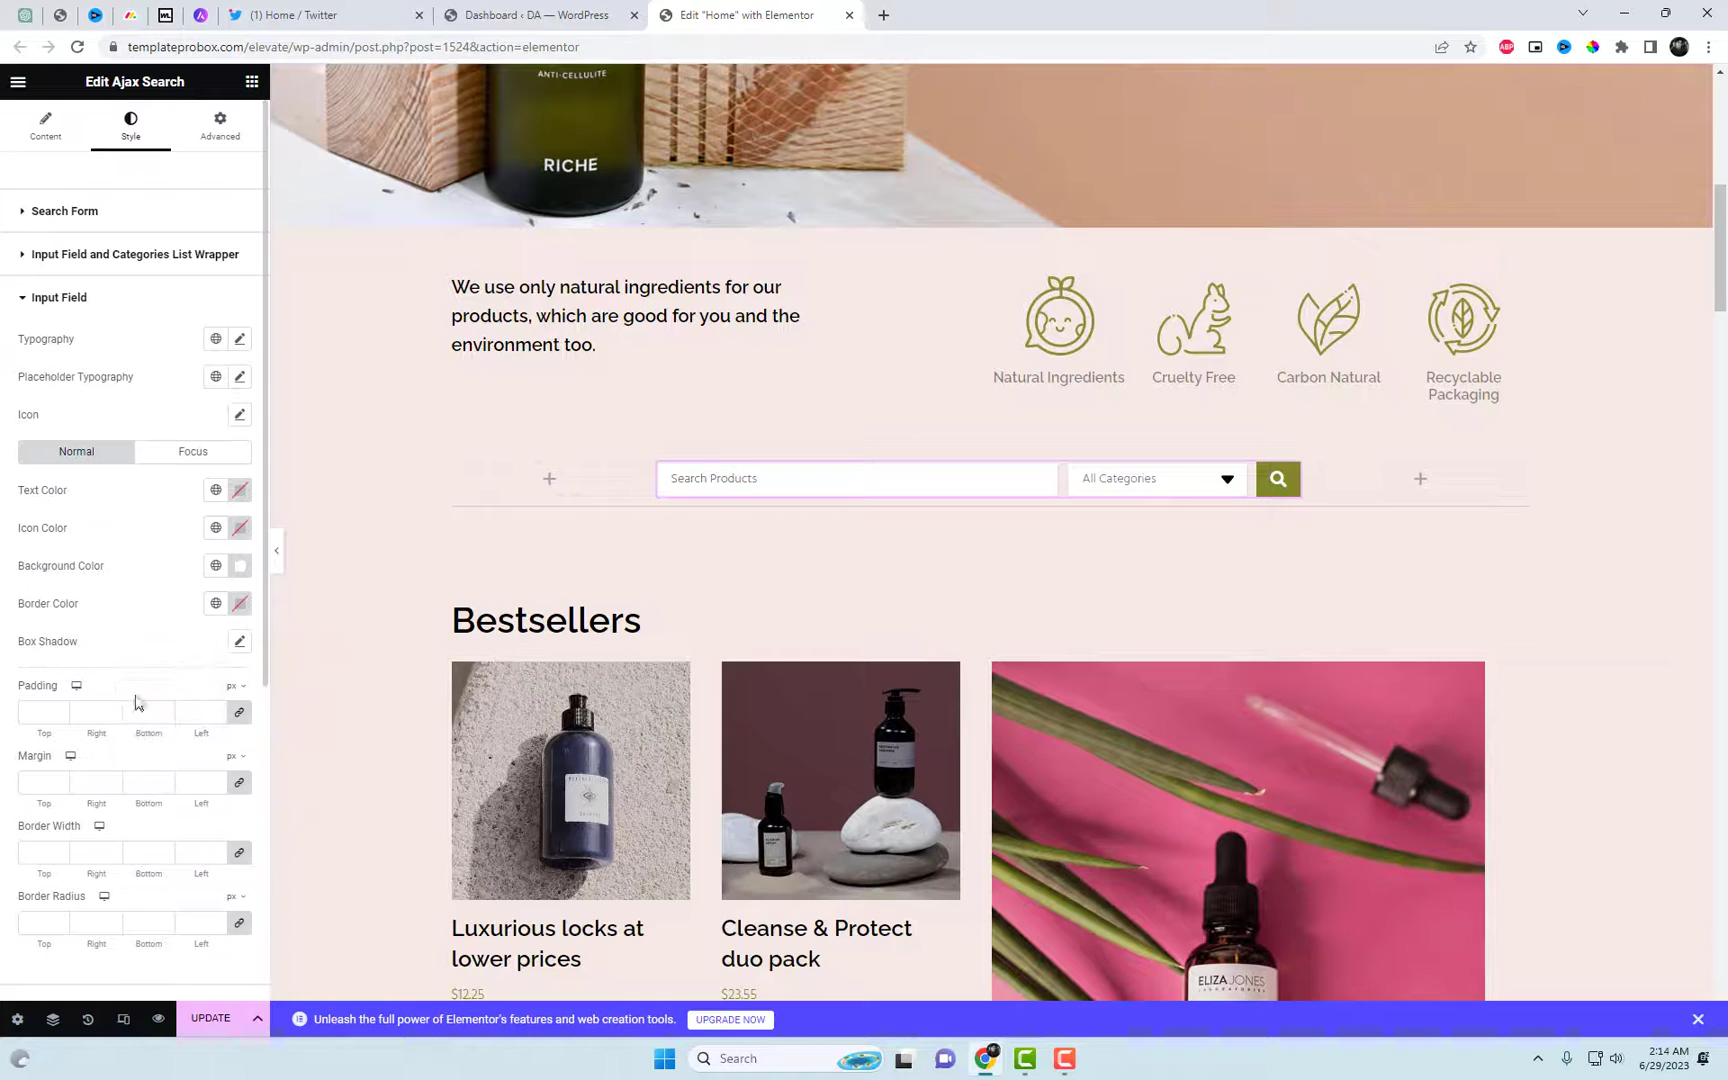 (1) Home / Twitter
Dashboard ‹ DA — WordPress
Edit "Home" with Elementor
templateprobox.com/elevate/wp-admin/post.php?post=1524&action=elementor
ABP
Edit Ajax Search
Content
Style
Advanced
Search Form
Input Field and Categories List Wrapper
Input Field
Typography
Placeholder Typography
Icon
Normal
Focus
Text Color
Icon Color
Background Color
Border Color
Box Shadow
Padding
px
Top Right Bottom Left
Margin
px
Top Right Bottom Left
Border Width
Top Right Bottom Left
Border Radius
px
Top Right Bottom Left
UPDATE
ANTI-CELLULITE
RICHE
We use only natural ingredients for our
products, which are good for you and the
environment too.
Natural Ingredients
Cruelty Free
Carbon Natural
Recyclable
Packaging
Search Products
All Categories
Bestsellers
Luxurious locks at
lower prices
$12.25
Cleanse & Protect
duo pack
$23.55
ELIZA JONES
Unleash the full power of Elementor's features and web creation tools.
UPGRADE NOW
Search
2:14 AM
6/29/2023